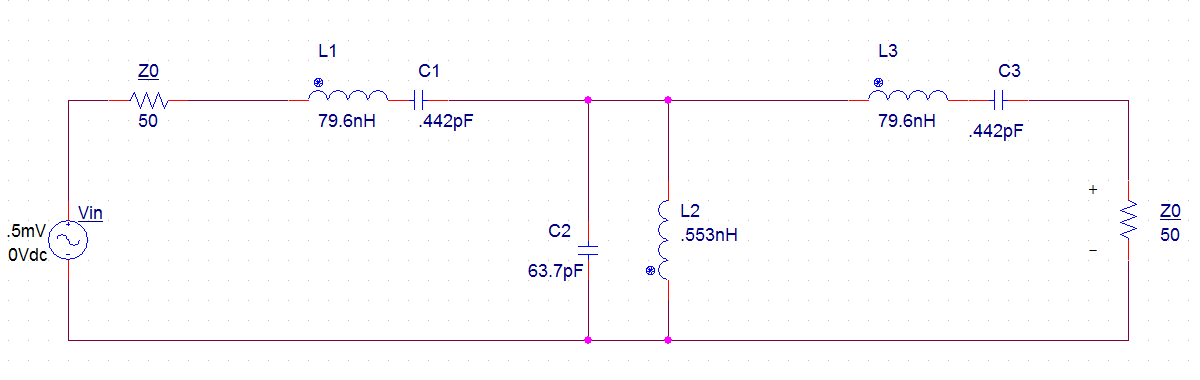 L1
Z0
C1
50
79.6nH
.442pF
L3
C3
79.6nH
.442pF
Vin
.5mV
0Vdc
C2
63.7pF
L2
.553nH
+
Z0
50
−